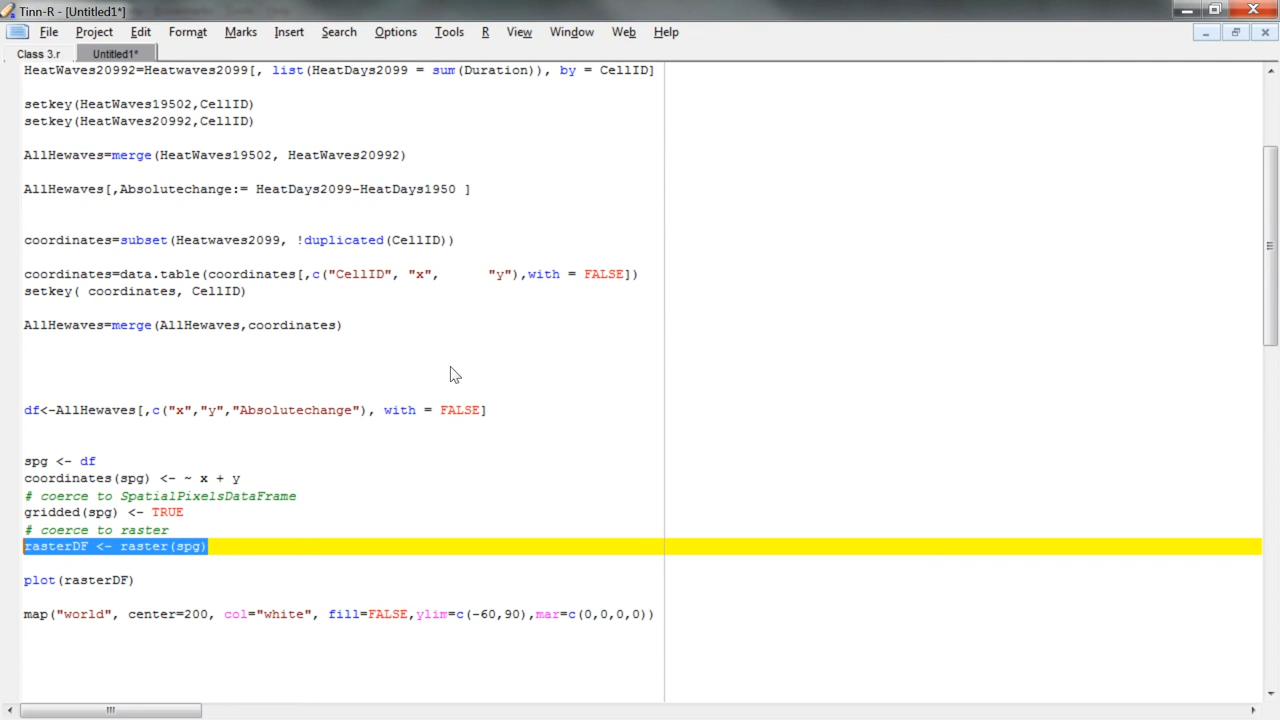 Tinn-R - [Untitled1*]
File Project Edit Format Marks Insert Search Options Tools R View Window Web Help
Class 3.r Untitled1*
HeatWaves20992=Heatwaves2099[, list(HeatDays2099 = sum(Duration)), by = CellID]
setkey(HeatWaves19502,CellID)
setkey(HeatWaves20992,CellID)
AllHewaves=merge(HeatWaves19502, HeatWaves20992)
AllHewaves[,Absolutechange:= HeatDays2099-HeatDays1950 ]
coordinates=subset(Heatwaves2099, !duplicated(CellID))
coordinates=data.table(coordinates[,c("CellID", "x", "y"),with = FALSE])
setkey( coordinates, CellID)
AllHewaves=merge(AllHewaves,coordinates)
df<-AllHewaves[,c("x","y","Absolutechange"), with = FALSE]
spg <- df
coordinates(spg) <- ~ x + y
# coerce to SpatialPixelsDataFrame
gridded(spg) <- TRUE
# coerce to raster
rasterDF <- raster(spg)
plot(rasterDF)
map("world", center=200, col="white", fill=FALSE,ylim=c(-60,90),mar=c(0,0,0,0))